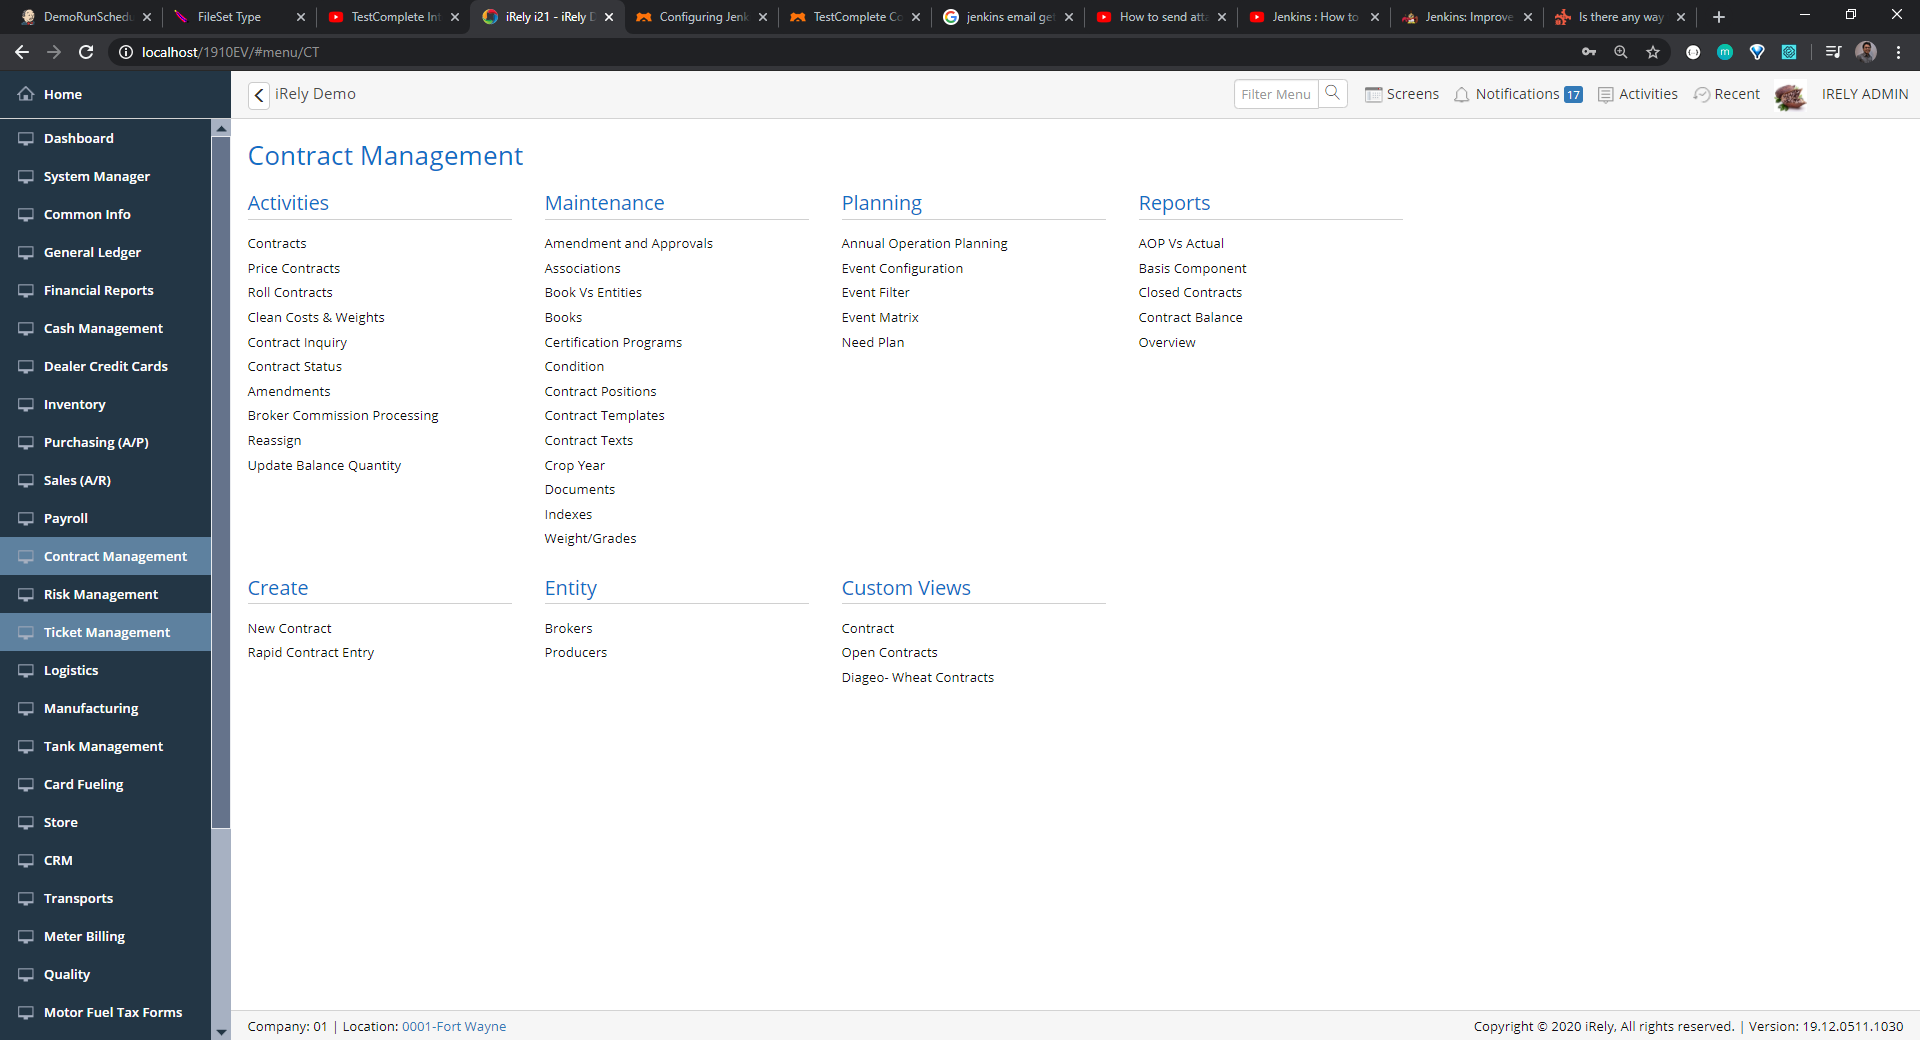 DemoRunSchedu
FileSet Type
TestComplete Int
iRely i21 - iRely D
Configuring Jenk
TestComplete Co
jenkins email get
How to send atta
Jenkins : How to
Jenkins: Improve
Is there any way
localhost/1910EV/#menu/CT
Home
iRely Demo
Filter Menu
Screens
Notifications 17
Activities
Recent
IRELY ADMIN
Dashboard
System Manager
Common Info
General Ledger
Financial Reports
Cash Management
Dealer Credit Cards
Inventory
Purchasing (A/P)
Sales (A/R)
Payroll
Contract Management
Risk Management
Ticket Management
Logistics
Manufacturing
Tank Management
Card Fueling
Store
CRM
Transports
Meter Billing
Quality
Motor Fuel Tax Forms
Contract Management
Activities
Contracts
Price Contracts
Roll Contracts
Clean Costs & Weights
Contract Inquiry
Contract Status
Amendments
Broker Commission Processing
Reassign
Update Balance Quantity
Maintenance
Amendment and Approvals
Associations
Book Vs Entities
Books
Certification Programs
Condition
Contract Positions
Contract Templates
Contract Texts
Crop Year
Documents
Indexes
Weight/Grades
Planning
Annual Operation Planning
Event Configuration
Event Filter
Event Matrix
Need Plan
Reports
AOP Vs Actual
Basis Component
Closed Contracts
Contract Balance
Overview
Create
New Contract
Rapid Contract Entry
Entity
Brokers
Producers
Custom Views
Contract
Open Contracts
Diageo- Wheat Contracts
Company: 01 | Location: 0001-Fort Wayne
Copyright © 2020 iRely, All rights reserved. | Version: 19.12.0511.1030